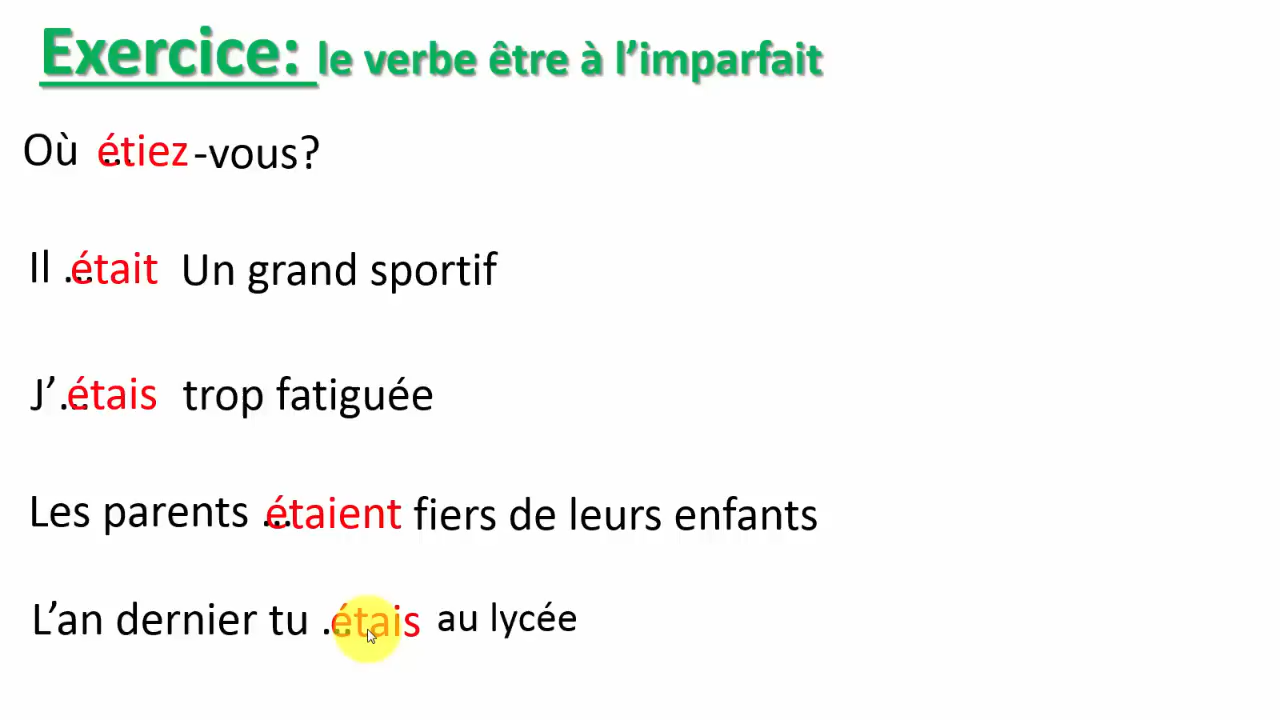 Exercice: le verbe être à l’imparfait
Où ...étiez-vous?
Il ...était Un grand sportif
J’...étais trop fatiguée
Les parents ...étaient fiers de leurs enfants
L’an dernier tu ...étais au lycée